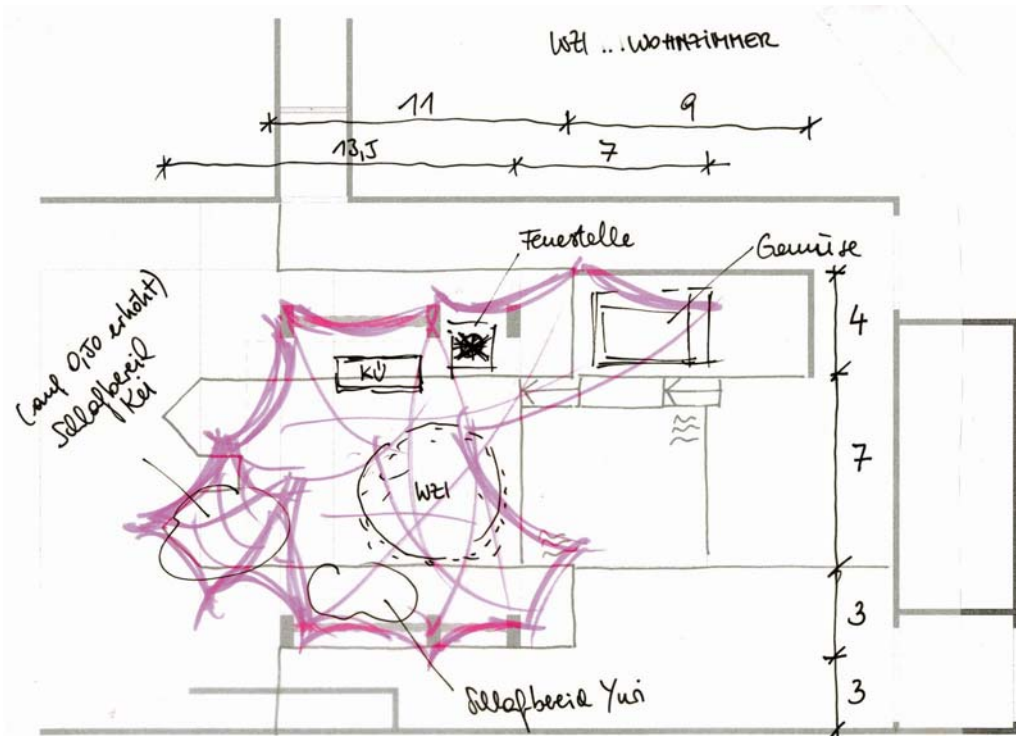 WZI ... WOHNZIMMER
11
9
13,5
7
Feuerstelle
Gemüse
(auf 0,50 erhöht)
Schlafbereich
Kei
KÜ
4
WZI
7
3
Schlafbereich Yuri
3